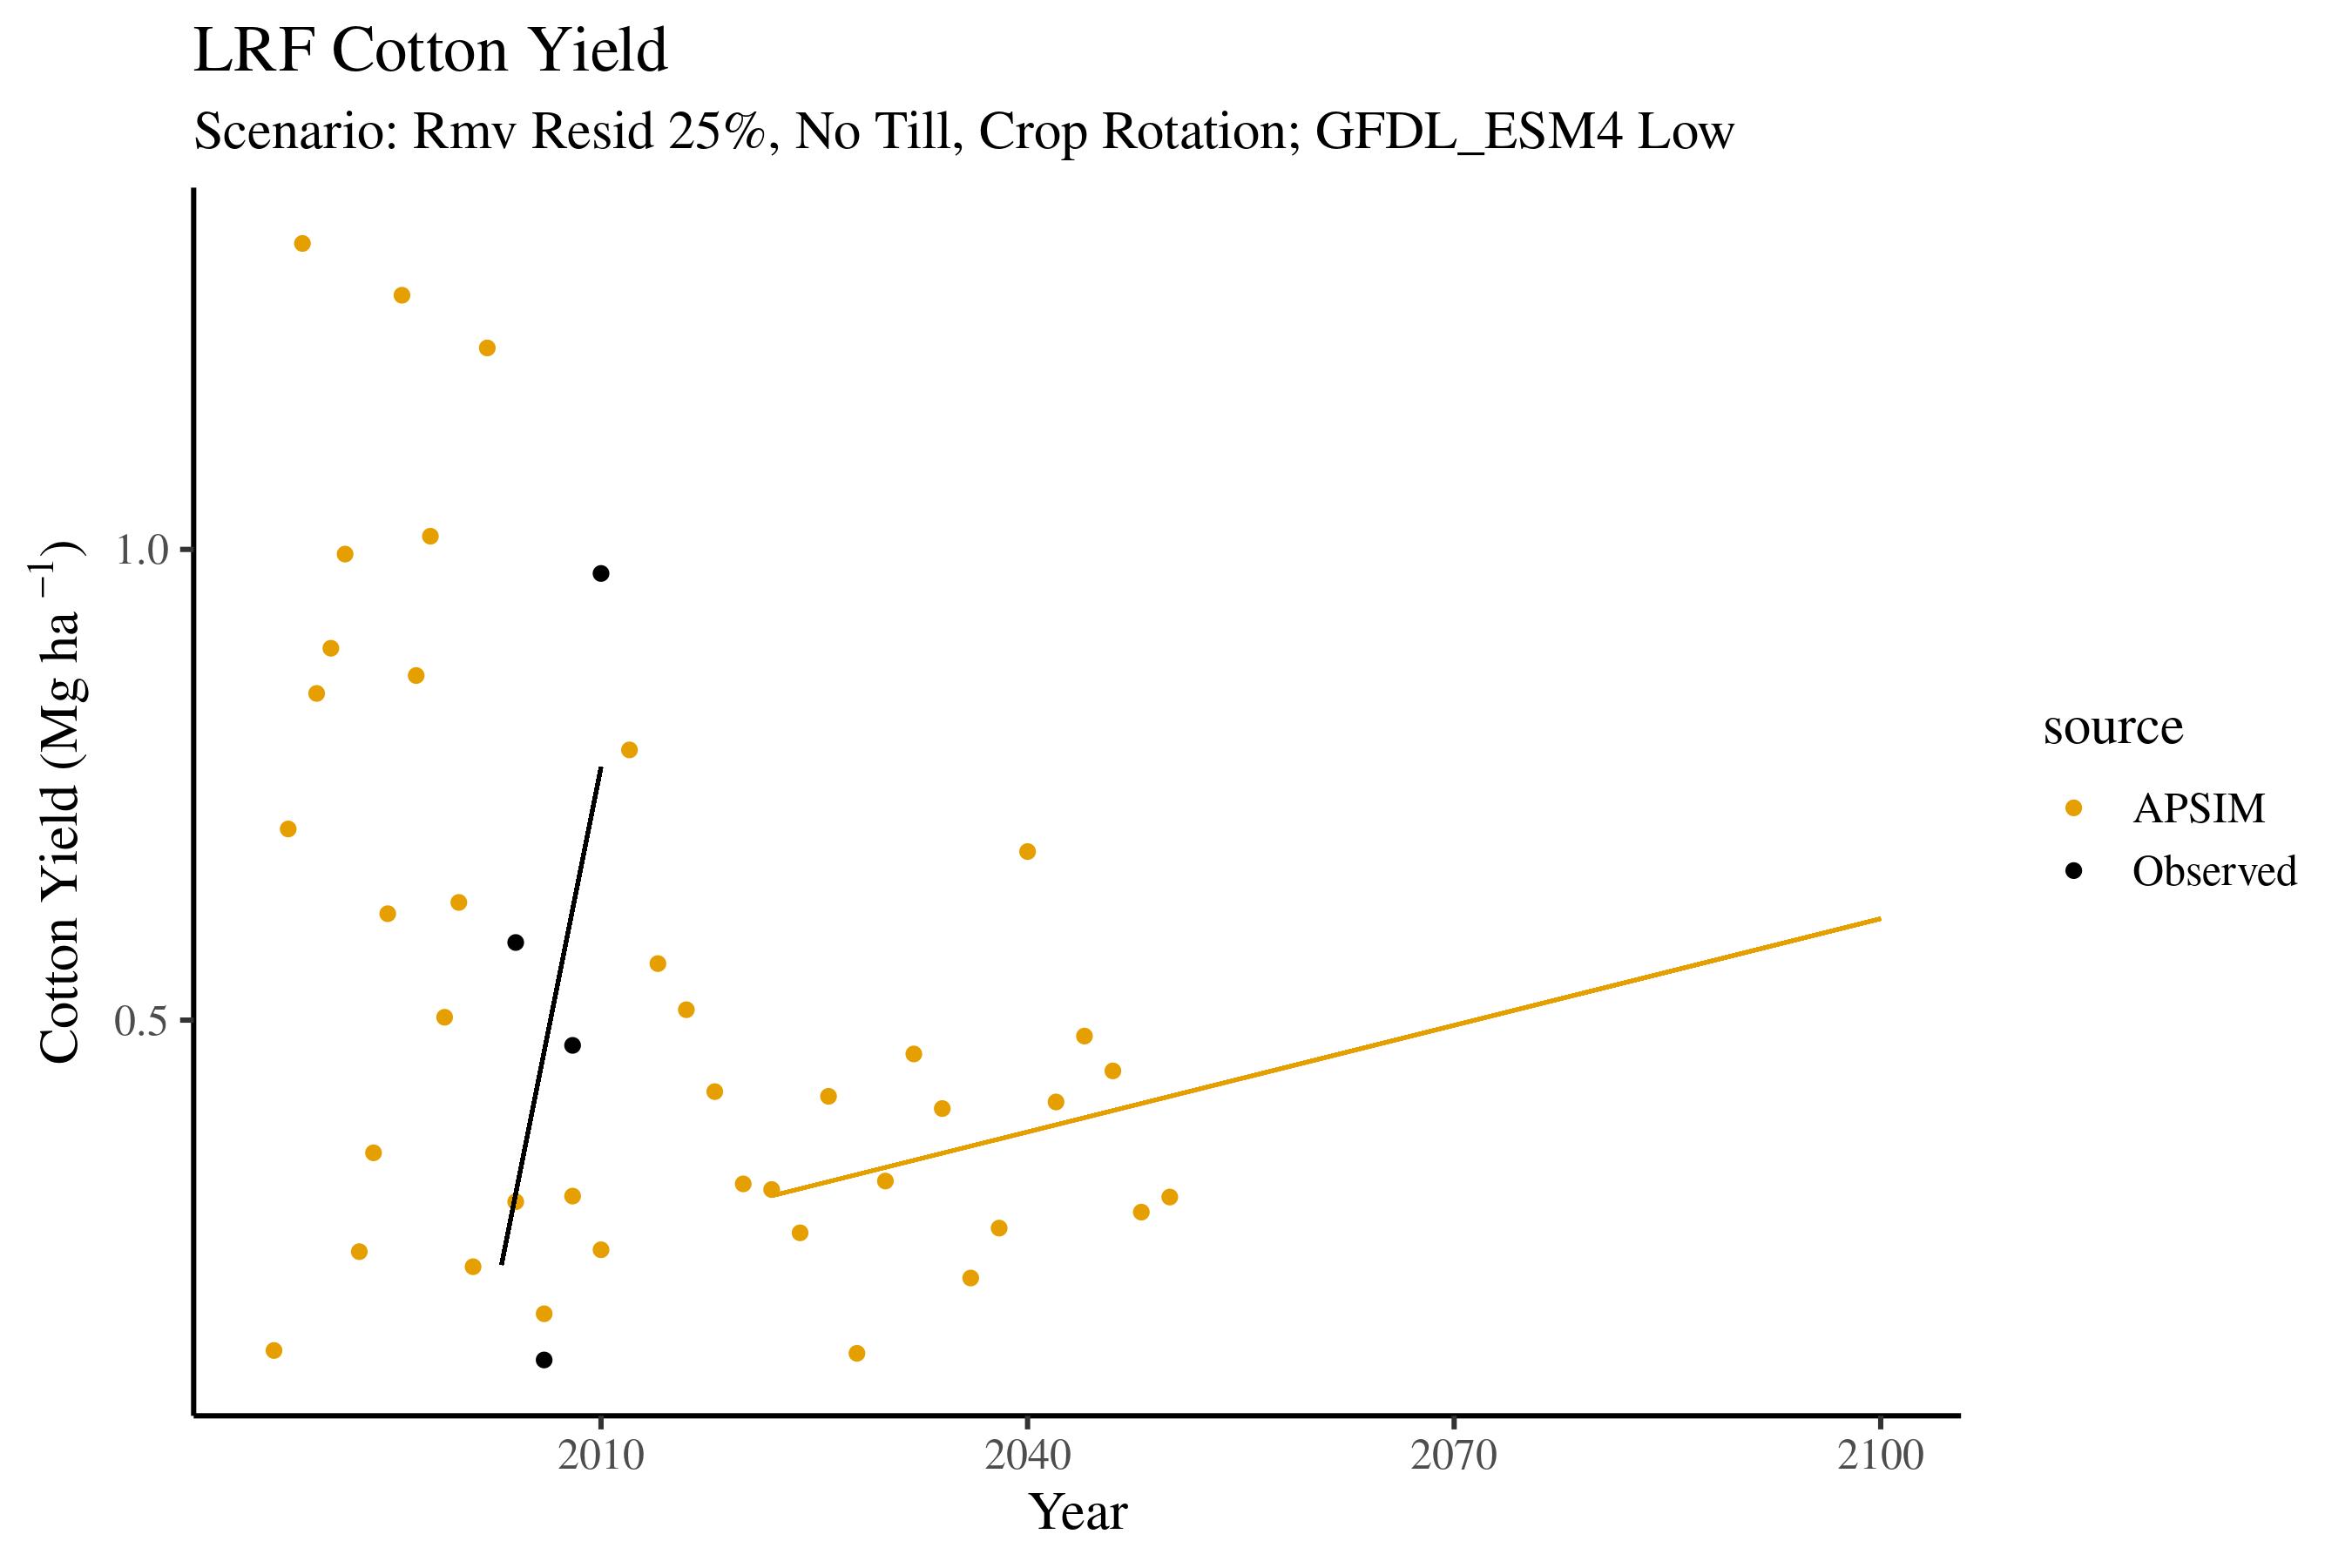 LRF Cotton Yield
Scenario: Rmv Resid 25%, No Till, Crop Rotation; GFDL_ESM4 Low
Cotton Yield (Mg ha −1)
1.0
0.5
2010
2040
2070
2100
Year
source
APSIM
Observed